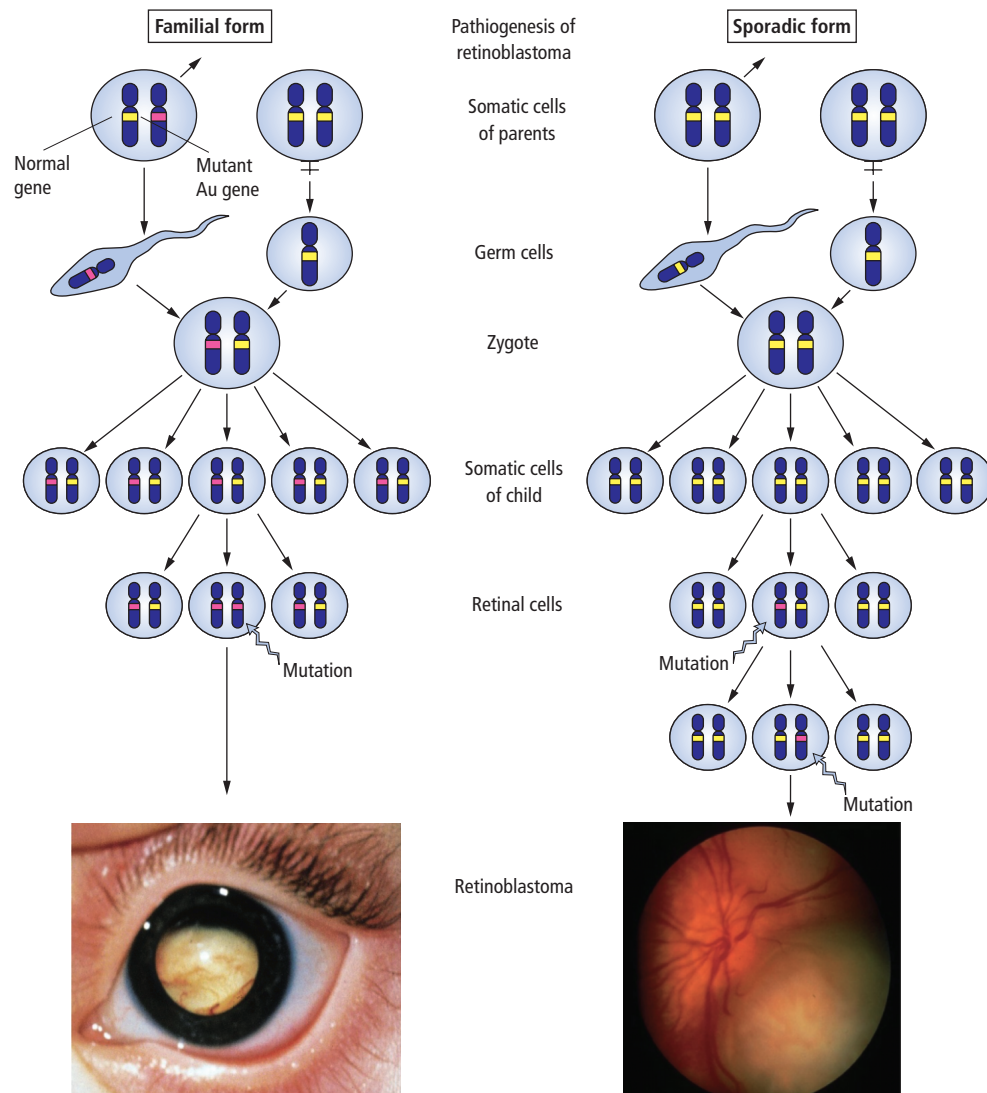 Familial form
Pathogenesis of
retinoblastoma
Sporadic form
Somatic cells
of parents
Normal
gene
Mutant
Au gene
Germ cells
Zygote
Somatic cells
of child
Retinal cells
Mutation
Mutation
Mutation
Retinoblastoma